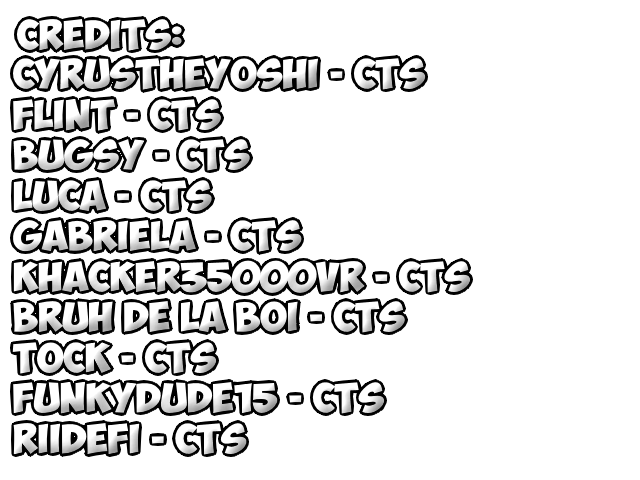 CREDITS:
CYRUSTHEYOSHI - CTS
FLINT - CTS
BUGSY - CTS
LUCA - CTS
GABRIELA - CTS
KHACKER35000VR - CTS
BRUH DE LA BOI - CTS
TOCK - CTS
FUNKYDUDE15 - CTS
RIIDEFI - CTS